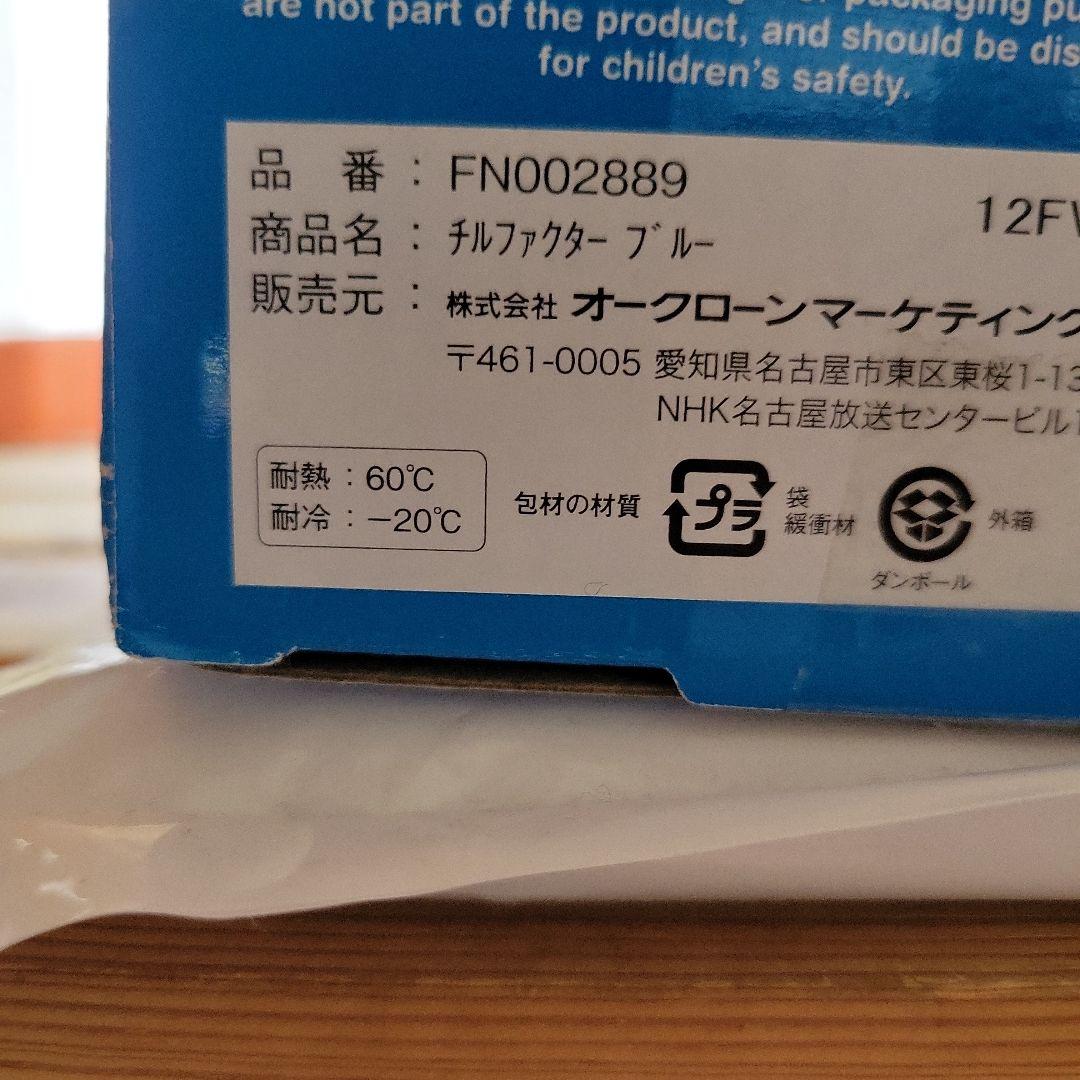 packaging
are not part of the product, and should be dis
for children's safety.
品 番 : FN002889
12F
商品名 : ﾁﾙﾌｧｸﾀｰ ﾌﾞﾙｰ
販売元 : 株式会社 オークローンマーケティング
〒461-0005 愛知県名古屋市東区東桜1-13
NHK名古屋放送センタービル1
耐熱 : 60℃
耐冷 : −20℃
包材の材質
プラ
袋
緩衝材
外箱
ダンボール